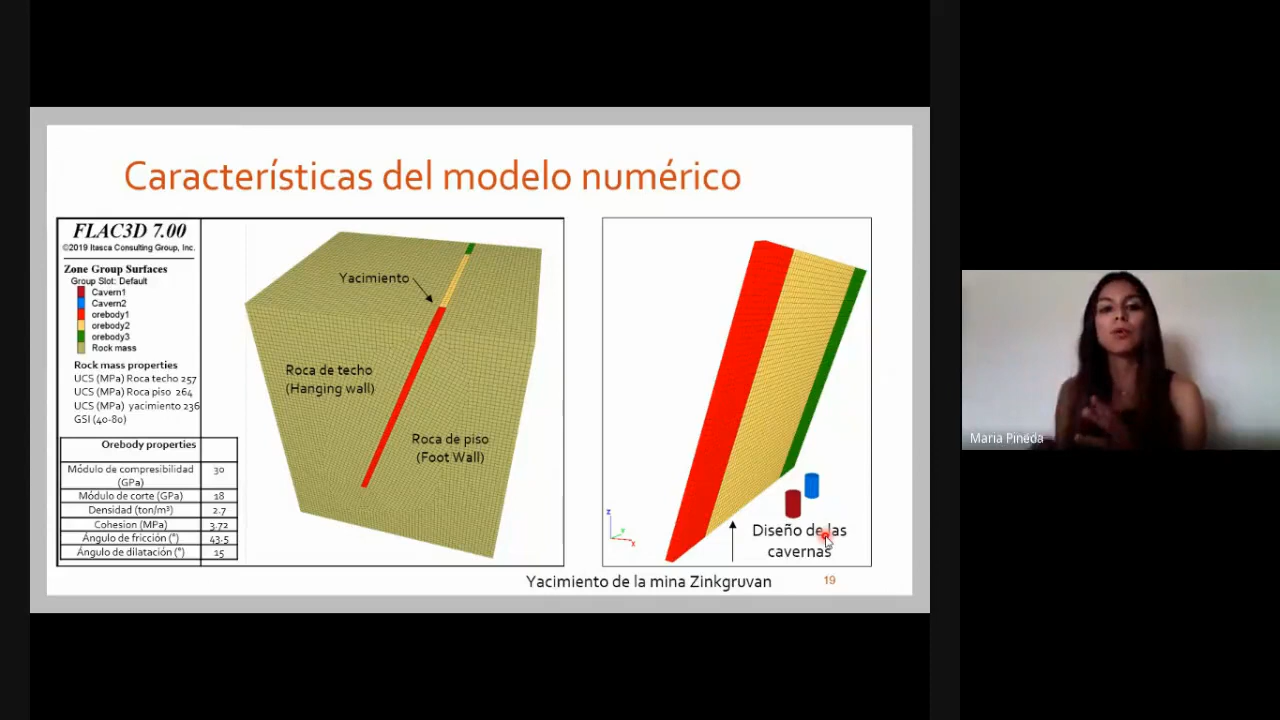 Características del modelo numérico
FLAC3D 7.00
©2019 Itasca Consulting Group, Inc.
Zone Group Surfaces
Group Slot: Default
Cavern1
Cavern2
orebody1
orebody2
orebody3
Rock mass
Rock mass properties
UCS (MPa) Roca techo 257
UCS (MPa) Roca piso 264
UCS (MPa) yacimiento 236
GSI (40-80)
Orebody properties
Módulo de compresibilidad (GPa) 30
Módulo de corte (GPa) 18
Densidad (ton/m³) 2.7
Cohesion (MPa) 3.72
Ángulo de fricción (°) 43.5
Ángulo de dilatación (°) 15
Yacimiento
Roca de techo
(Hanging wall)
Roca de piso
(Foot Wall)
z
y
x
Diseño de las
cavernas
Yacimiento de la mina Zinkgruvan
19
Maria Pineda